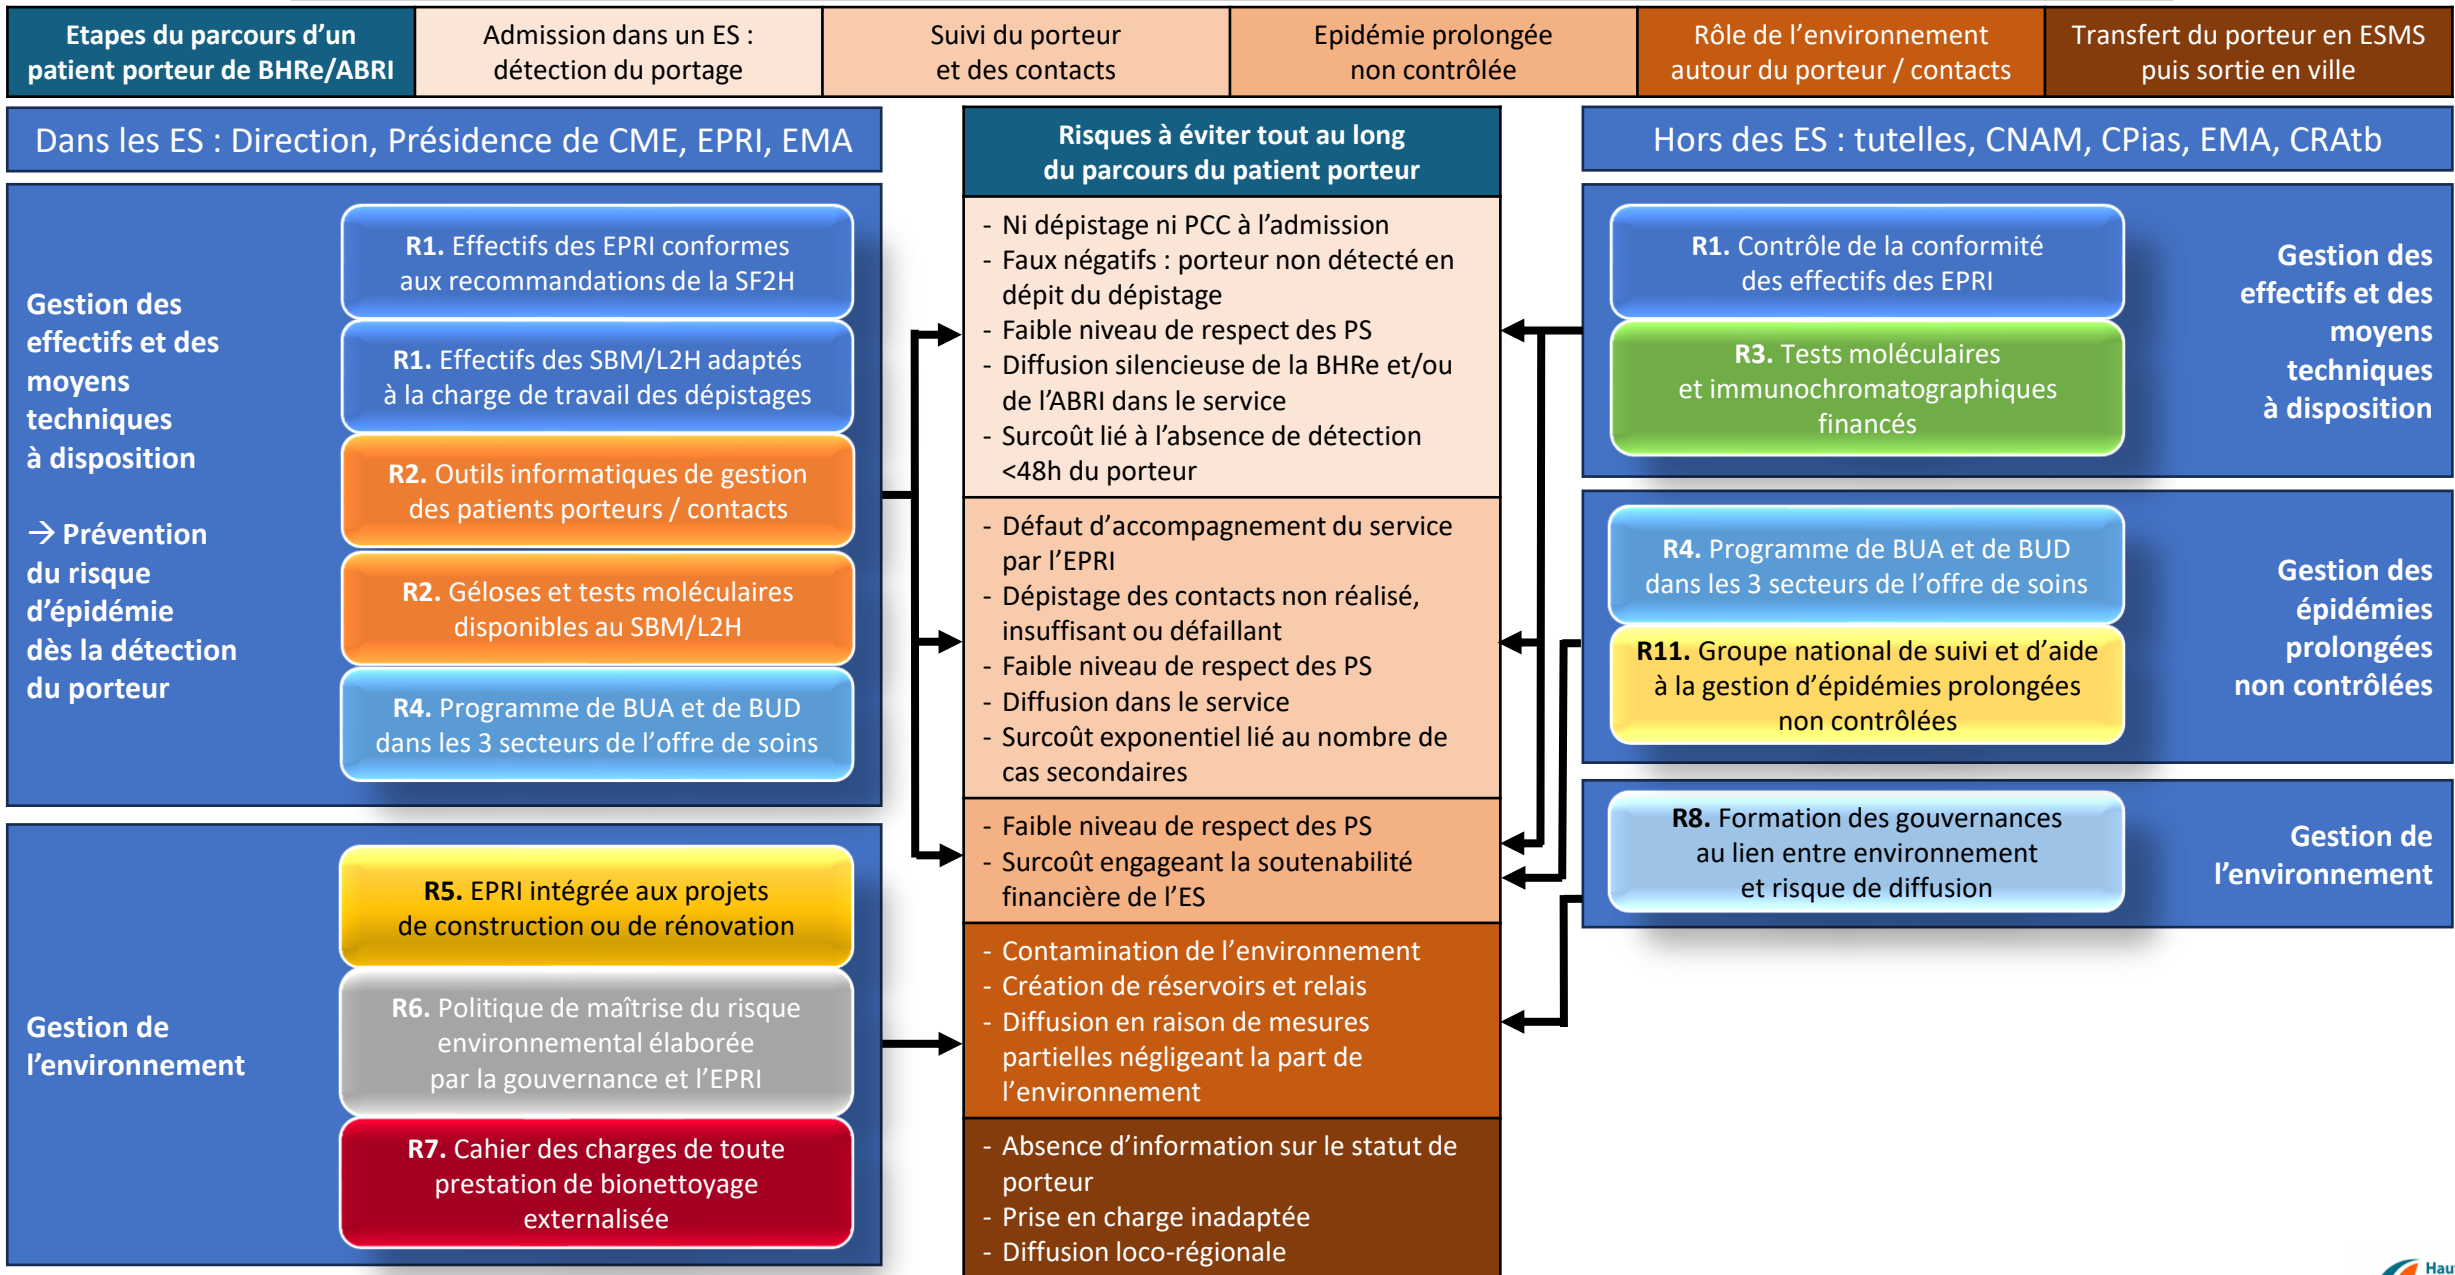 Etapes du parcours d’un
patient porteur de BHRe/ABRI
Admission dans un ES :
détection du portage
Suivi du porteur
et des contacts
Epidémie prolongée
non contrôlée
Rôle de l’environnement
autour du porteur / contacts
Transfert du porteur en ESMS
puis sortie en ville
Dans les ES : Direction, Présidence de CME, EPRI, EMA
Gestion des
effectifs et des
moyens
techniques
à disposition
→ Prévention
du risque
d’épidémie
dès la détection
du porteur
R1. Effectifs des EPRI conformes
aux recommandations de la SF2H
R1. Effectifs des SBM/L2H adaptés
à la charge de travail des dépistages
R2. Outils informatiques de gestion
des patients porteurs / contacts
R2. Géloses et tests moléculaires
disponibles au SBM/L2H
R4. Programme de BUA et de BUD
dans les 3 secteurs de l’offre de soins
Gestion de
l’environnement
R5. EPRI intégrée aux projets
de construction ou de rénovation
R6. Politique de maîtrise du risque
environnemental élaborée
par la gouvernance et l’EPRI
R7. Cahier des charges de toute
prestation de bionettoyage
externalisée
Risques à éviter tout au long
du parcours du patient porteur
- Ni dépistage ni PCC à l’admission
- Faux négatifs : porteur non détecté en
dépit du dépistage
- Faible niveau de respect des PS
- Diffusion silencieuse de la BHRe et/ou
de l’ABRI dans le service
- Surcoût lié à l’absence de détection
<48h du porteur
- Défaut d’accompagnement du service
par l’EPRI
- Dépistage des contacts non réalisé,
insuffisant ou défaillant
- Faible niveau de respect des PS
- Diffusion dans le service
- Surcoût exponentiel lié au nombre de
cas secondaires
- Faible niveau de respect des PS
- Surcoût engageant la soutenabilité
financière de l’ES
- Contamination de l’environnement
- Création de réservoirs et relais
- Diffusion en raison de mesures
partielles négligeant la part de
l’environnement
- Absence d’information sur le statut de
porteur
- Prise en charge inadaptée
- Diffusion loco-régionale
Hors des ES : tutelles, CNAM, CPias, EMA, CRAtb
R1. Contrôle de la conformité
des effectifs des EPRI
R3. Tests moléculaires
et immunochromatographiques
financés
Gestion des
effectifs et des
moyens
techniques
à disposition
R4. Programme de BUA et de BUD
dans les 3 secteurs de l’offre de soins
R11. Groupe national de suivi et d’aide
à la gestion d’épidémies prolongées
non contrôlées
Gestion des
épidémies
prolongées
non contrôlées
R8. Formation des gouvernances
au lien entre environnement
et risque de diffusion
Gestion de
l’environnement